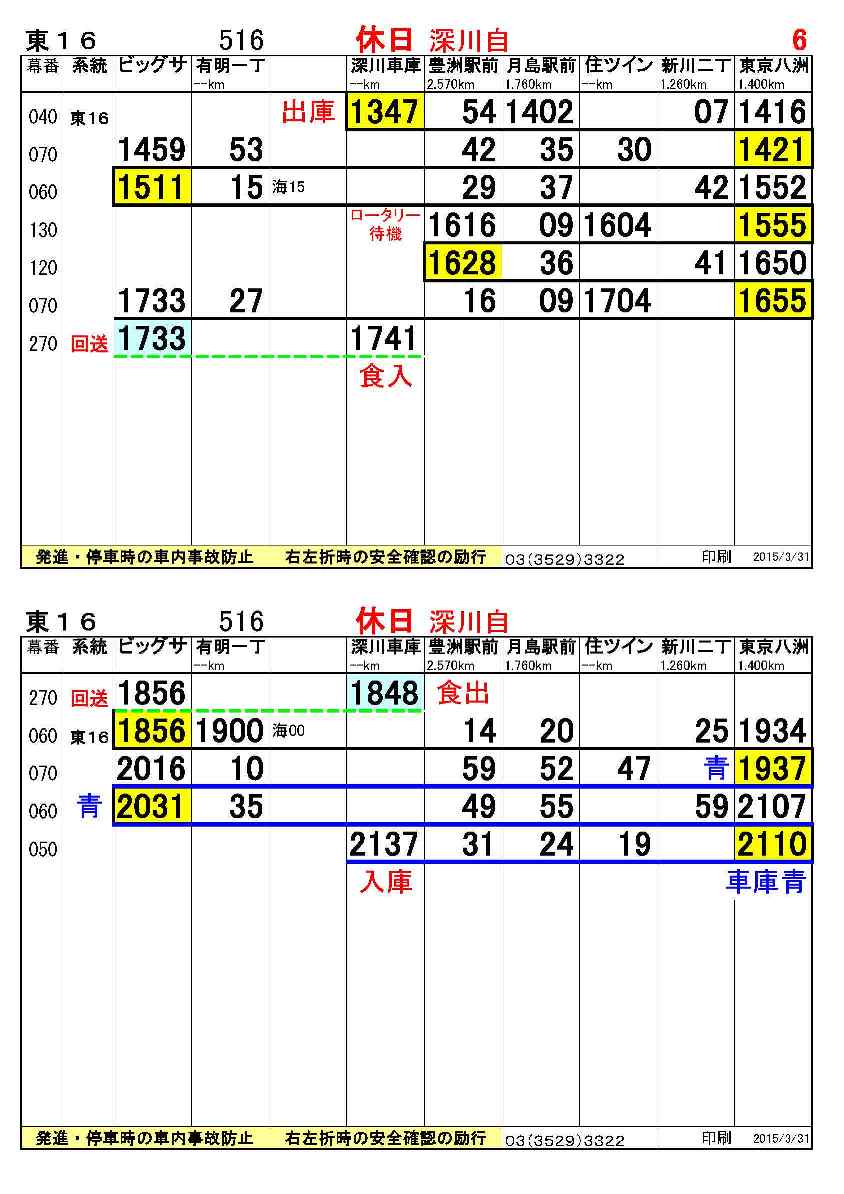 東16 516 休日 深川自 6
幕番 系統 ビッグサ 有明一丁 深川車庫 豊洲駅前 月島駅前 住ツイン 新川二丁 東京八洲
--km --km 2.570km 1.760km --km 1.260km 1.400km
040 東16 出庫 1347 54 1402 07 1416
070 1459 53 42 35 30 1421
060 1511 15 海15 29 37 42 1552
130 ロータリー待機 1616 09 1604 1555
120 1628 36 41 1650
070 1733 27 16 09 1704 1655
270 回送 1733 1741
食入
発進・停車時の車内事故防止 右左折時の安全確認の励行 03(3529)3322 印刷 2015/3/31
東16 516 休日 深川自
幕番 系統 ビッグサ 有明一丁 深川車庫 豊洲駅前 月島駅前 住ツイン 新川二丁 東京八洲
--km --km 2.570km 1.760km --km 1.260km 1.400km
270 回送 1856 1848 食出
060 東16 1856 1900 海00 14 20 25 1934
070 2016 10 59 52 47 青 1937
060 青 2031 35 49 55 59 2107
050 2137 31 24 19 2110
入庫 車庫青
発進・停車時の車内事故防止 右左折時の安全確認の励行 03(3529)3322 印刷 2015/3/31